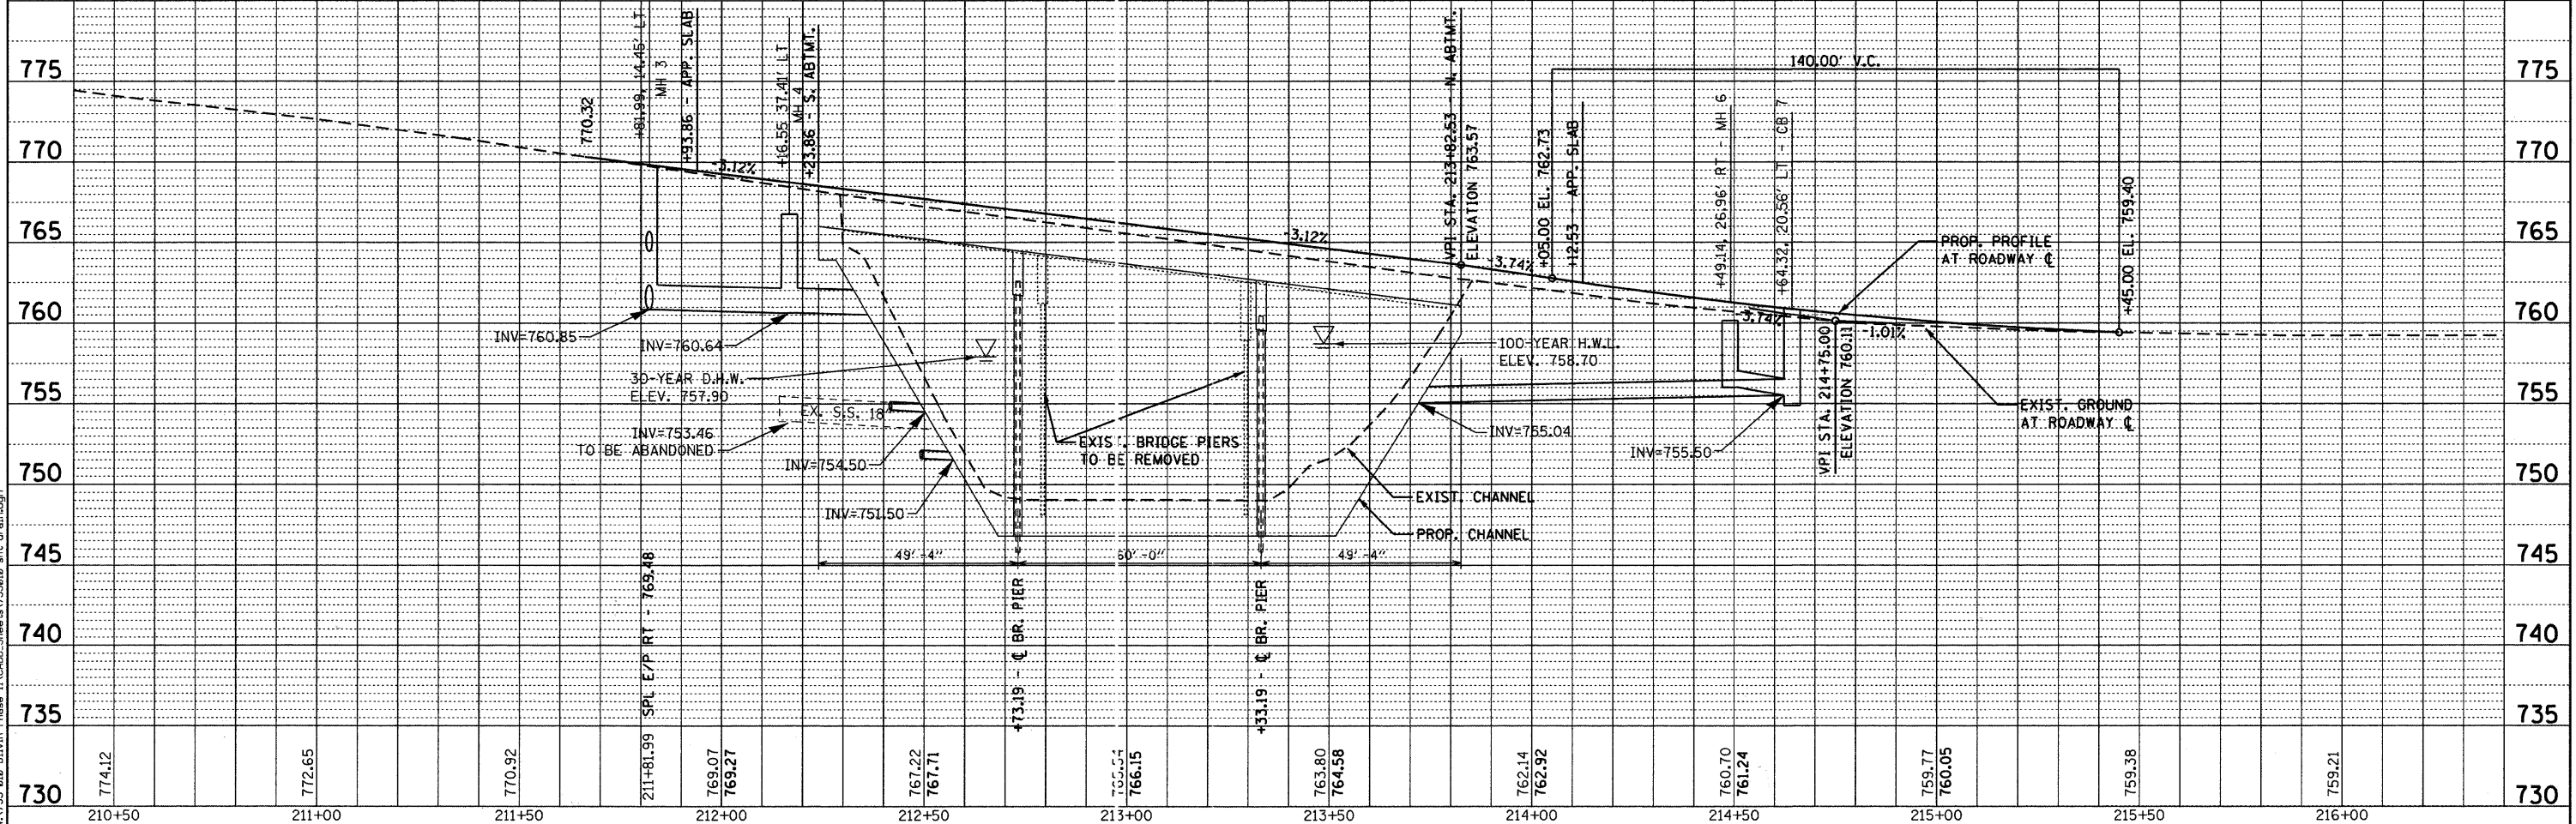 775
770
765
760
755
750
745
740
735
730
770.32
+81.99, 14.45' LT
MH 3
+93.86 - APP. SLAB
-3.12%
+16.55 37.41' LT
MH 4
+23.86 - S. ABTMT.
-3.12%
VPI STA. 213+82.53 - N. ABTMT.
ELEVATION 763.57
-3.74%
+05.00 EL. 762.73
+12.53 - APP. SLAB
140.00' V.C.
+49.14, 26.96' RT - MH 6
+64.32, 20.56' LT - CB 7
-3.74%
VPI STA. 214+75.00
ELEVATION 760.11
-1.01%
PROP. PROFILE
AT ROADWAY ℄
+45.00 EL. 759.40
EXIST. GROUND
AT ROADWAY ℄
INV=760.85
INV=760.64
30-YEAR D.H.W.
ELEV. 757.90
EX. S.S. 18"
INV=753.46
TO BE ABANDONED
INV=754.50
INV=751.50
EXIST. BRIDGE PIERS
TO BE REMOVED
100-YEAR H.W.L.
ELEV. 758.70
INV=755.04
INV=755.50
EXIST. CHANNEL
PROP. CHANNEL
49'-4"
60'-0"
49'-4"
+73.19 - ℄ BR. PIER
+33.19 - ℄ BR. PIER
211+81.99 SPL E/P RT - 769.48
775
770
765
760
755
750
745
740
735
730
774.12
772.65
770.92
769.07
769.27
767.22
767.71
766.15
763.80
764.58
762.14
762.92
760.70
761.24
759.77
760.05
759.38
759.21
210+50
211+00
211+50
212+00
212+50
213+00
213+50
214+00
214+50
215+00
215+50
216+00